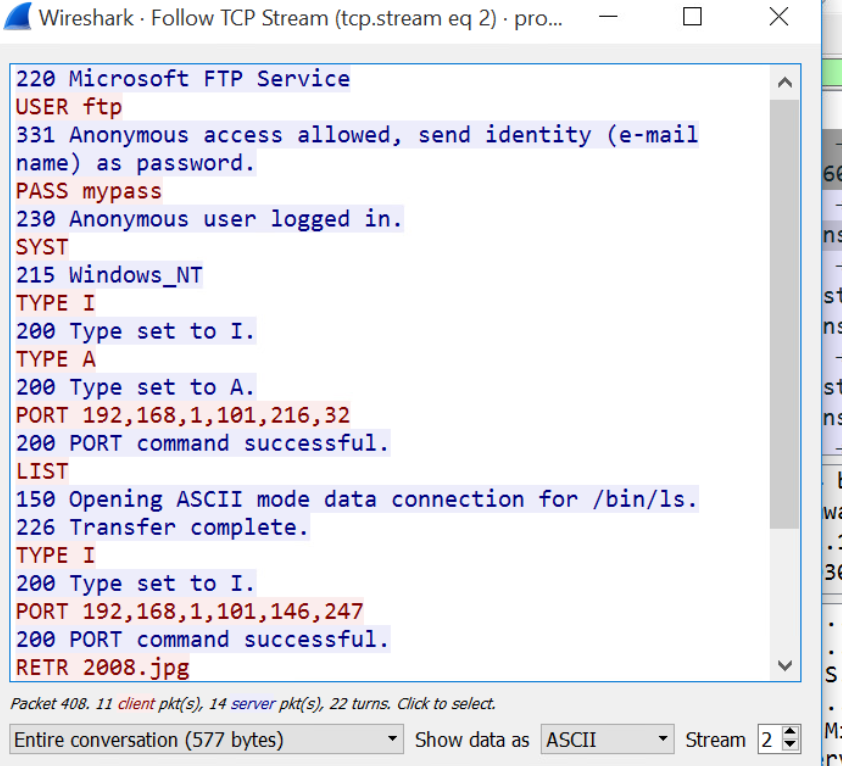 Wireshark · Follow TCP Stream (tcp.stream eq 2) · pro...
220 Microsoft FTP Service
USER ftp
331 Anonymous access allowed, send identity (e-mail
name) as password.
PASS mypass
230 Anonymous user logged in.
SYST
215 Windows_NT
TYPE I
200 Type set to I.
TYPE A
200 Type set to A.
PORT 192,168,1,101,216,32
200 PORT command successful.
LIST
150 Opening ASCII mode data connection for /bin/ls.
226 Transfer complete.
TYPE I
200 Type set to I.
PORT 192,168,1,101,146,247
200 PORT command successful.
RETR 2008.jpg
Packet 408. 11 client pkt(s), 14 server pkt(s), 22 turns. Click to select.
Entire conversation (577 bytes) Show data as ASCII Stream 2